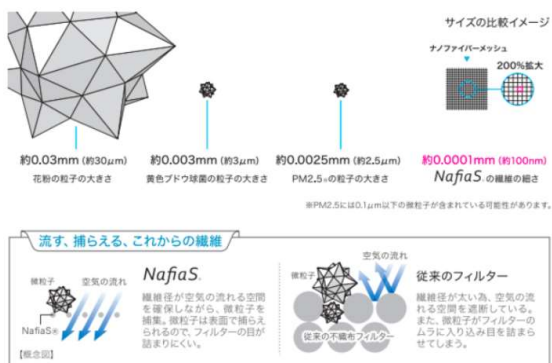 サイズの比較イメージ
ナノファイバーメッシュ
200%拡大
約0.03mm (約30μm)
花粉の粒子の大きさ
約0.003mm (約3μm)
黄色ブドウ球菌の粒子の大きさ
約0.0025mm (約2.5μm)
PM2.5※の粒子の大きさ
約0.0001mm (約100nm)
NafiaS®の繊維の細さ
※PM2.5には0.1μm以下の微粒子が含まれている可能性があります。
流す、捕らえる、これからの繊維
微粒子
空気の流れ
NafiaS®
【概念図】
NafiaS®
繊維径が空気の流れる空間
を確保しながら、微粒子を
捕集。微粒子は表面で捕らえ
られるので、フィルターの目が
詰まりにくい。
微粒子
空気の流れ
従来の不織布フィルター
従来のフィルター
繊維径が太い為、空気の流
れる空間を遮断している。
また、微粒子がフィルターの
ムラに入り込み目を詰まら
せてしまう。